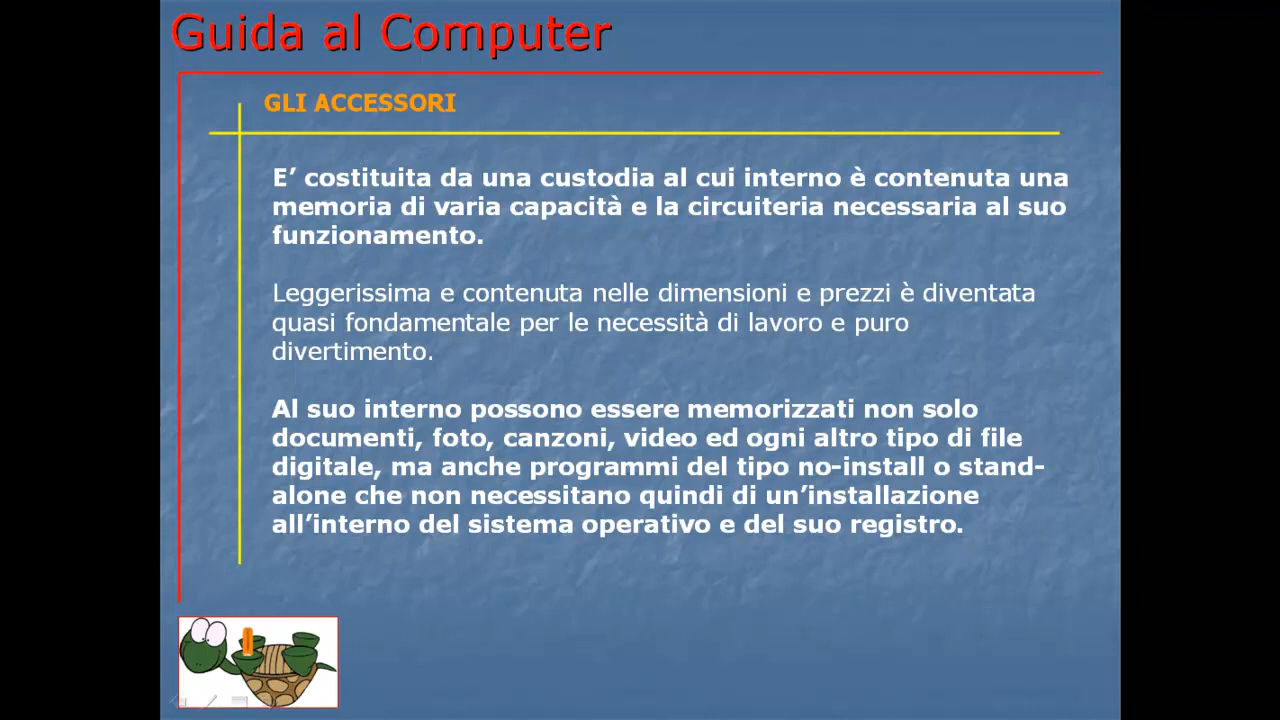 Guida al Computer
GLI ACCESSORI
E’ costituita da una custodia al cui interno è contenuta una
memoria di varia capacità e la circuiteria necessaria al suo
funzionamento.
Leggerissima e contenuta nelle dimensioni e prezzi è diventata
quasi fondamentale per le necessità di lavoro e puro
divertimento.
Al suo interno possono essere memorizzati non solo
documenti, foto, canzoni, video ed ogni altro tipo di file
digitale, ma anche programmi del tipo no-install o stand-
alone che non necessitano quindi di un’installazione
all’interno del sistema operativo e del suo registro.